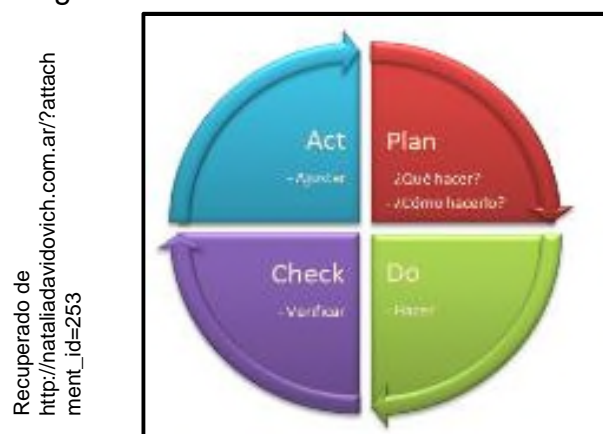 Recuperado de
http://nataliadavidovich.com.ar/?attach
ment_id=253
Act
- Ajustar
Plan
- ¿Qué hacer?
- ¿Cómo hacerlo?
Check
- Verificar
Do
- Hacer